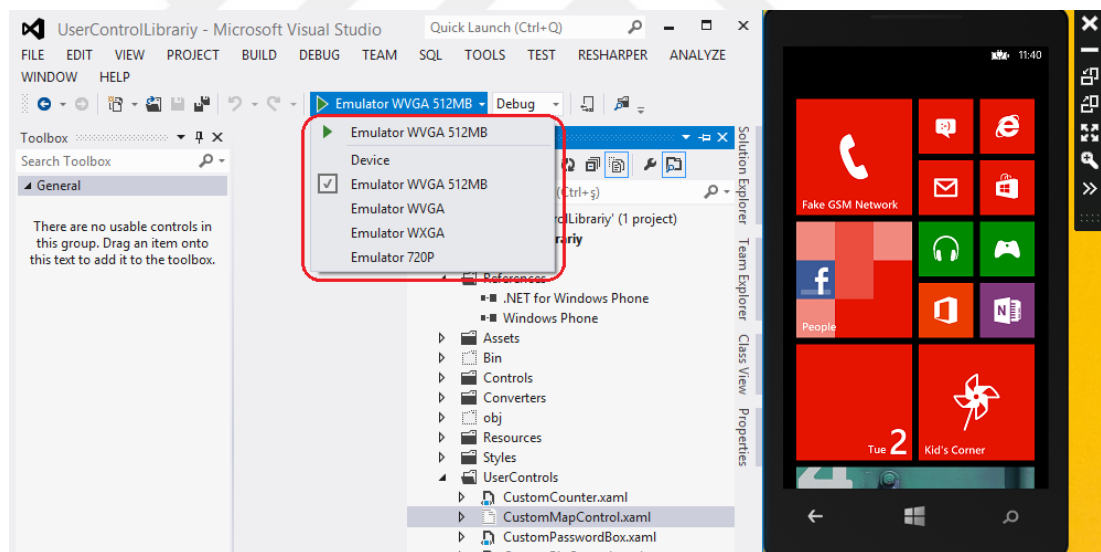 UserControlLibrariy - Microsoft Visual Studio
Quick Launch (Ctrl+Q)
FILE EDIT VIEW PROJECT BUILD DEBUG TEAM SQL TOOLS TEST RESHARPER ANALYZE
WINDOW HELP
Emulator WVGA 512MB
Debug
Toolbox
Search Toolbox
General
There are no usable controls in
this group. Drag an item onto
this text to add it to the toolbox.
Emulator WVGA 512MB
Device
Emulator WVGA 512MB
Emulator WVGA
Emulator WXGA
Emulator 720P
(Ctrl+ş)
rolLibrariy' (1 project)
rariy
References
.NET for Windows Phone
Windows Phone
Assets
Bin
Controls
Converters
obj
Resources
Styles
UserControls
CustomCounter.xaml
CustomMapControl.xaml
CustomPasswordBox.xaml
Solution Explorer
Team Explorer
Class View
Properties
11:40
Fake GSM Network
People
Tue 2
Kid's Corner
4